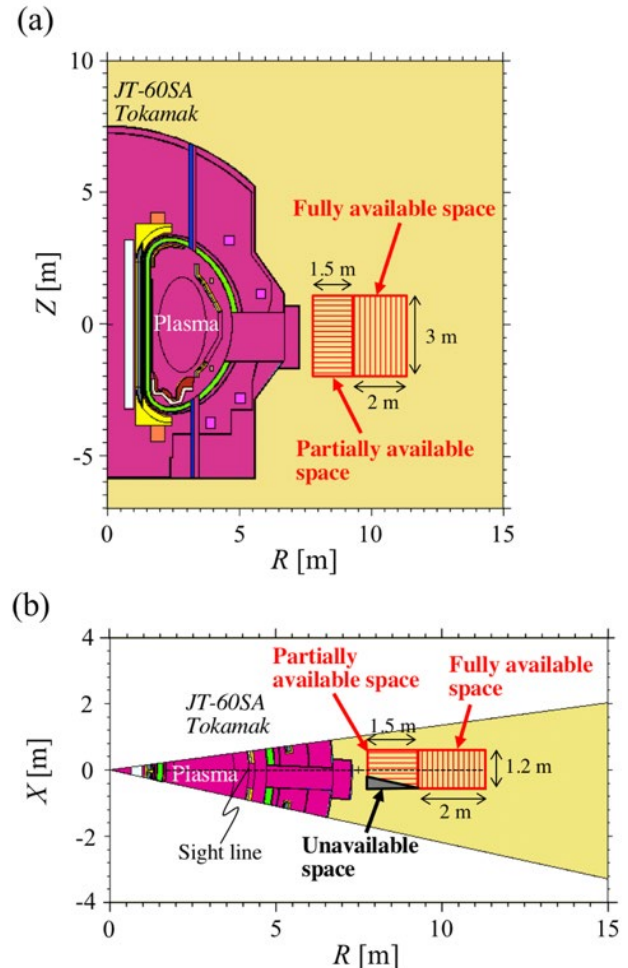 (a)
10
JT-60SA
Tokamak
5
Fully available space
1.5 m
Z [m]
0
Plasma
3 m
2 m
Partially available
space
-5
0
5
10
15
R [m]
(b)
4
Partially
available space
Fully available
space
JT-60SA
Tokamak
2
1.5 m
X [m]
0
Plasma
1.2 m
2 m
Sight line
Unavailable
space
-2
-4
0
5
10
15
R [m]